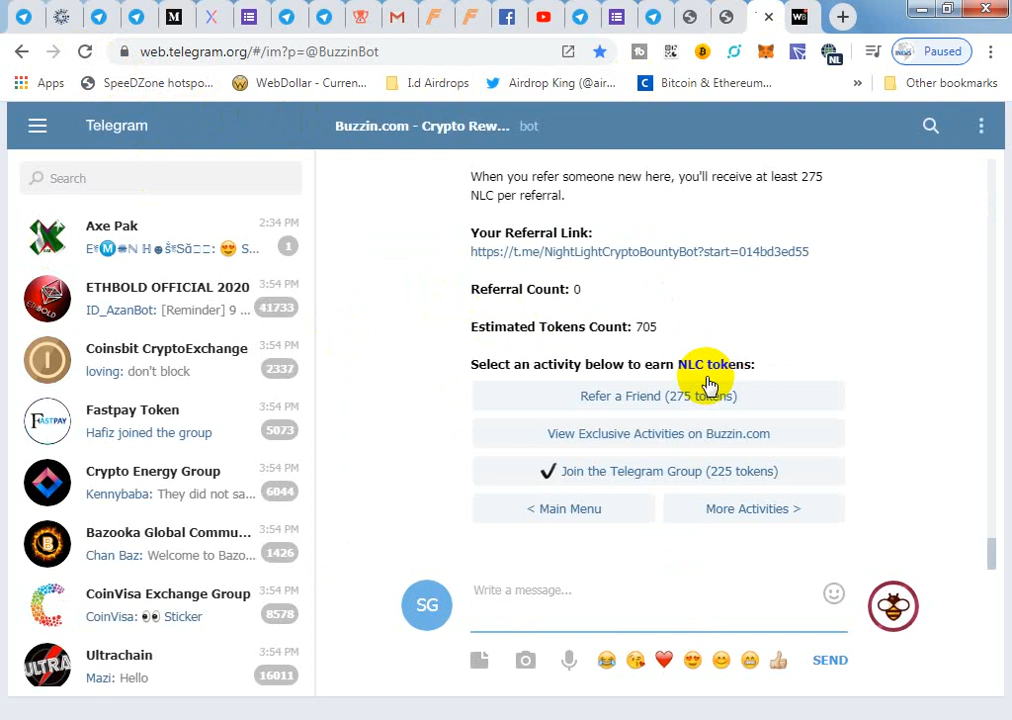 Paused
web.telegram.org/#/im?p=@BuzzinBot
NL
Apps
SpeeDZone hotspo...
WebDollar - Curren...
I.d Airdrops
Airdrop King (@air...
Bitcoin & Ethereum...
»
Other bookmarks
Telegram
Buzzin.com - Crypto Rew... bot
Search
Axe Pak 2:34 PM
1
ETHBOLD OFFICIAL 2020 3:54 PM
ID_AzanBot: [Reminder] 9 ... 41733
Coinsbit CryptoExchange 3:54 PM
loving: don't block 2337
Fastpay Token 3:54 PM
Hafiz joined the group 5073
Crypto Energy Group 3:54 PM
Kennybaba: They did not sa... 6044
Bazooka Global Commu... 3:54 PM
Chan Baz: Welcome to Bazo... 1426
CoinVisa Exchange Group 3:54 PM
CoinVisa: 👀 Sticker 8578
Ultrachain 3:54 PM
Mazi: Hello 16011
When you refer someone new here, you'll receive at least 275
NLC per referral.
Your Referral Link:
https://t.me/NightLightCryptoBountyBot?start=014bd3ed55
Referral Count: 0
Estimated Tokens Count: 705
Select an activity below to earn NLC tokens:
Refer a Friend (275 tokens)
View Exclusive Activities on Buzzin.com
✔ Join the Telegram Group (225 tokens)
< Main Menu
More Activities >
SG
Write a message...
SEND